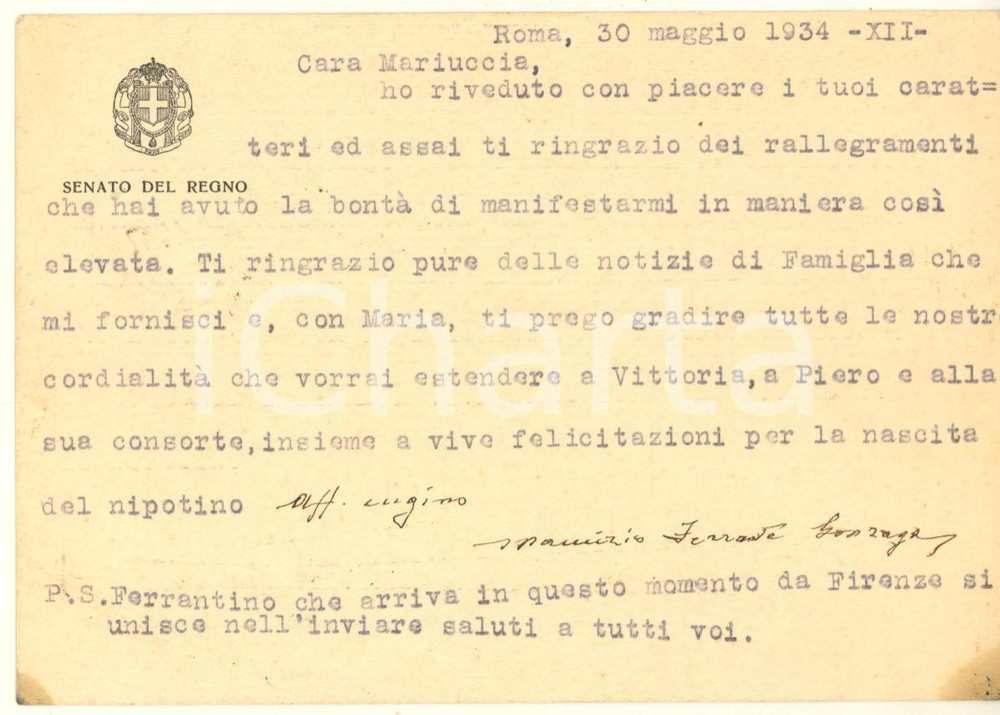 Roma, 30 maggio 1934 -XII-
Cara Mariuccia,
ho riveduto con piacere i tuoi carat=
teri ed assai ti ringrazio dei rallegramenti
SENATO DEL REGNO
che hai avuto la bontà di manifestarmi in maniera così
elevata. Ti ringrazio pure delle notizie di Famiglia che
mi fornisci e, con Maria, ti prego gradire tutte le nostre
cordialità che vorrai estendere a Vittoria, a Piero e alla
sua consorte, insieme a vive felicitazioni per la nascita
del nipotino Aff. cugino
Maurizio Ferrante Gonzaga
P.S. Ferrantino che arriva in questo momento da Firenze si
unisce nell'inviare saluti a tutti voi.
iCharta